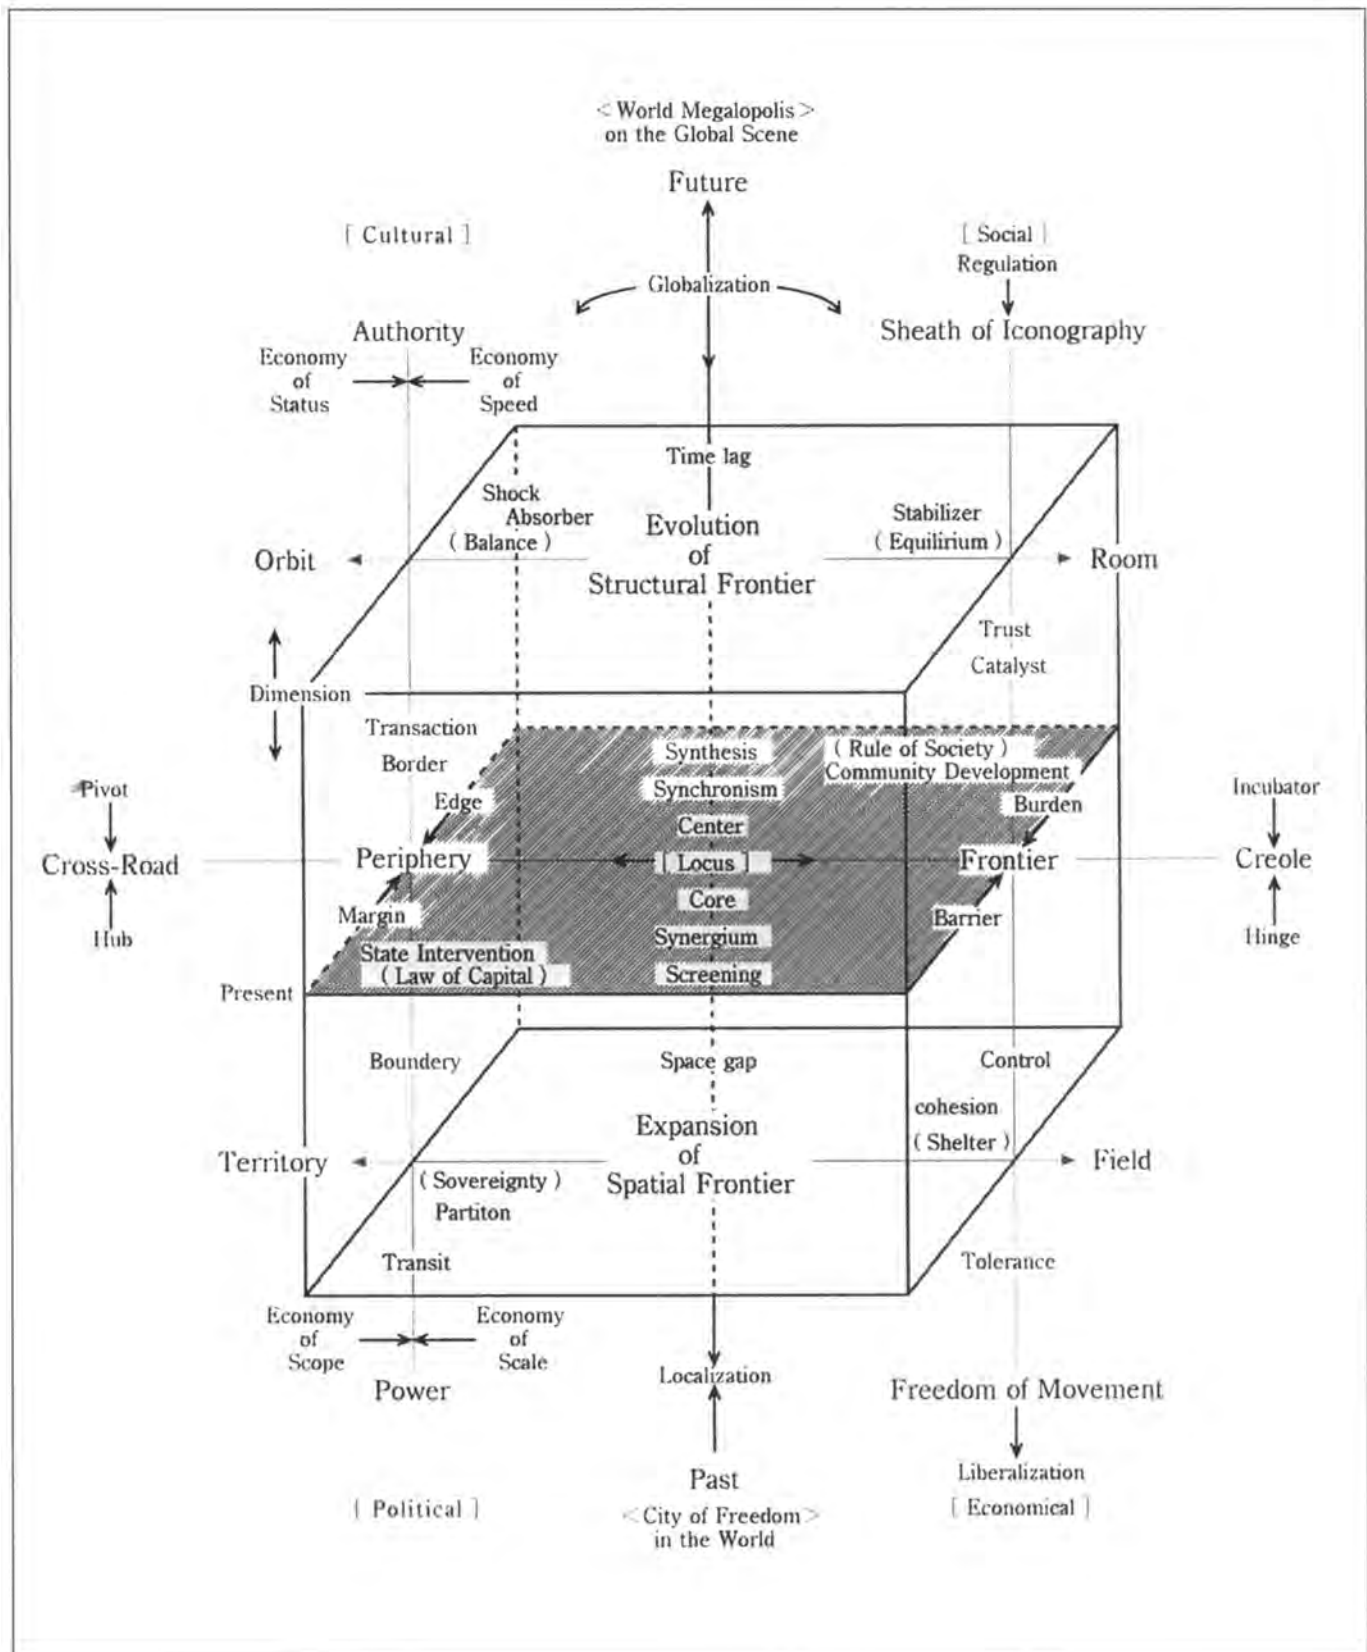 <World Megalopolis>
on the Global Scene
Future
[ Cultural ]
[ Social ]
Regulation
Globalization
Authority
Sheath of Iconography
Economy
of
Status
Economy
of
Speed
Time lag
Shock
Absorber
( Balance )
Evolution
of
Structural Frontier
Stabilizer
( Equilirium )
Orbit
Room
Trust
Catalyst
Dimension
Transaction
Border
Edge
Synthesis
( Rule of Society )
Community Development
Synchronism
Burden
Pivot
Incubator
Center
Cross-Road
Periphery
[ Locus ]
Frontier
Creole
Core
Margin
Barrier
Hub
Synergium
Hinge
State Intervention
( Law of Capital )
Screening
Present
Boundery
Space gap
Control
cohesion
( Shelter )
Expansion
of
Spatial Frontier
Territory
Field
( Sovereignty )
Partiton
Transit
Tolerance
Economy
of
Scope
Economy
of
Scale
Localization
Power
Freedom of Movement
Past
Liberalization
[ Political ]
[ Economical ]
<City of Freedom>
in the World